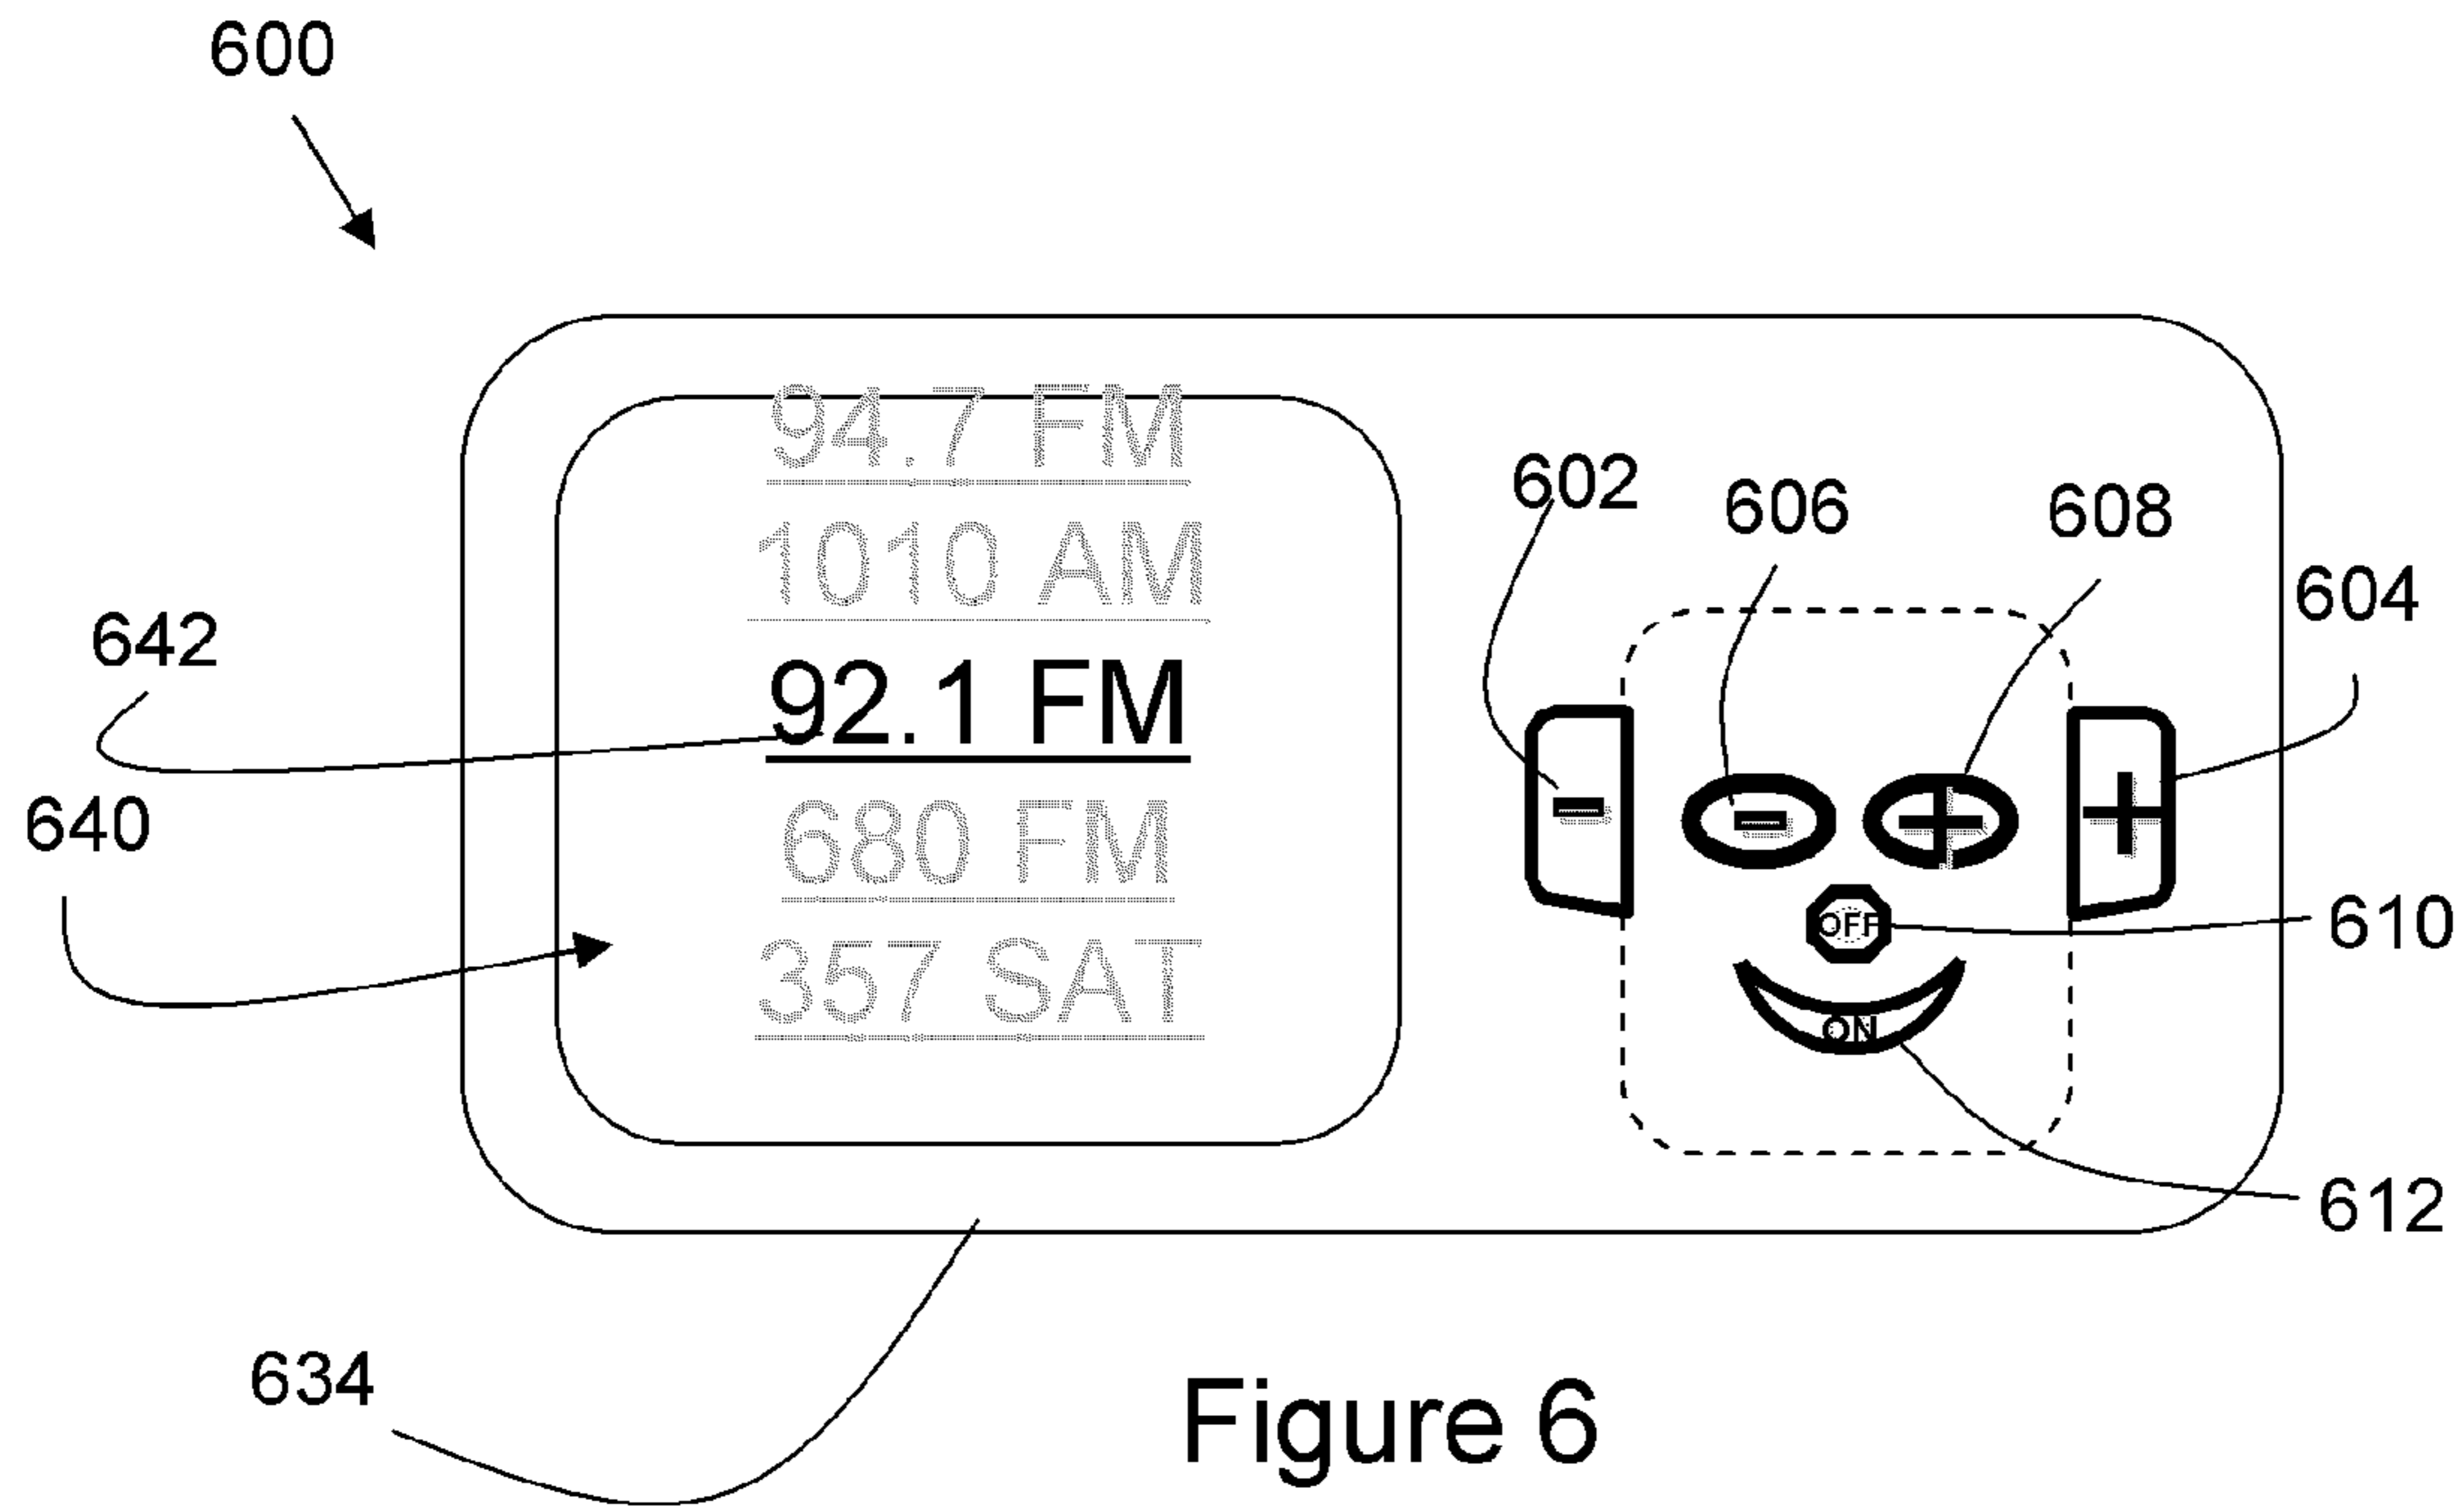 600
94.7 FM
602
606
608
1010 AM
604
642
92.1 FM
640
680 FM
- - + +
OFF
610
357 SAT
ON
612
634
Figure 6